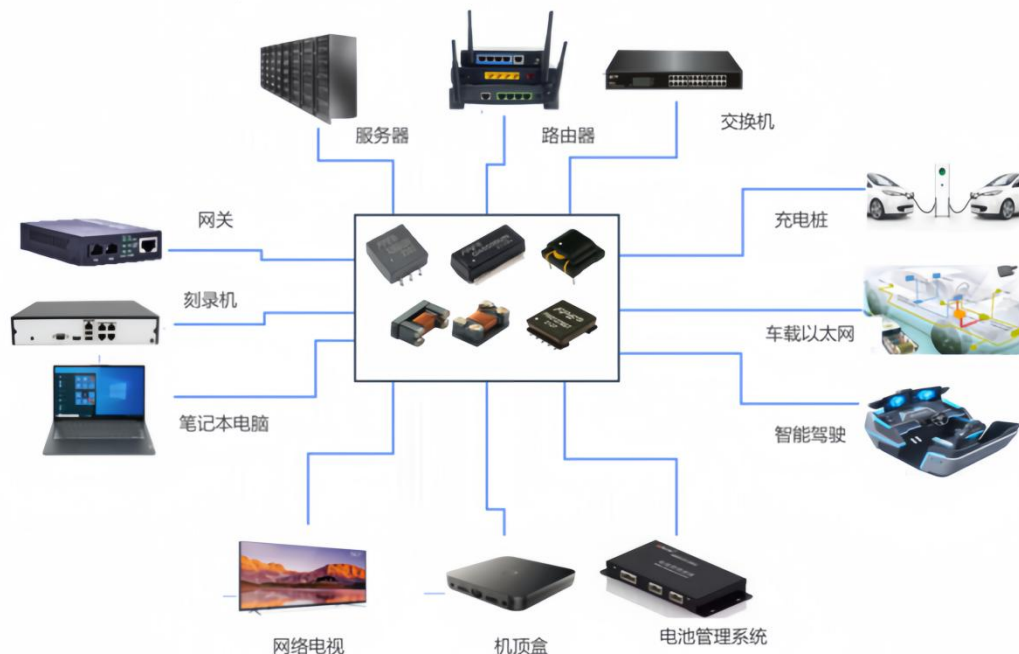 服务器
路由器
交换机
网关
充电桩
刻录机
车载以太网
笔记本电脑
智能驾驶
FPE5
网络电视
机顶盒
电池管理系统